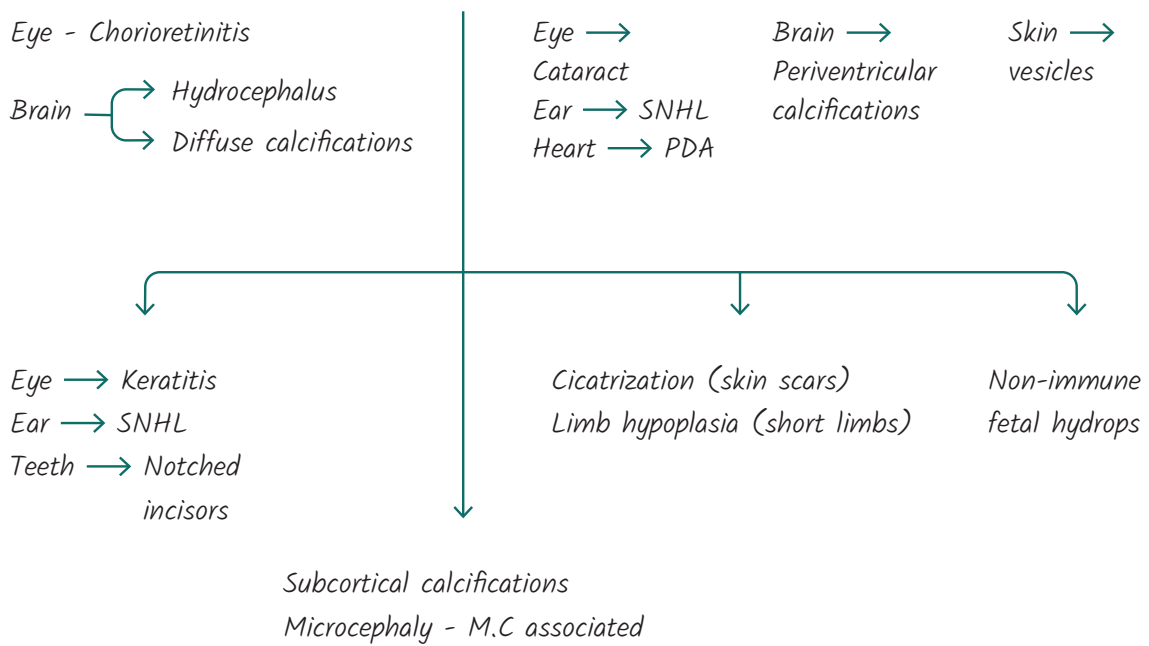 Eye - Chorioretinitis
Brain
Hydrocephalus
Diffuse calcifications
Eye →
Cataract
Ear → SNHL
Heart → PDA
Brain →
Periventricular
calcifications
Skin →
vesicles
Eye → Keratitis
Ear → SNHL
Teeth → Notched
incisors
Cicatrization (skin scars)
Limb hypoplasia (short limbs)
Non-immune
fetal hydrops
Subcortical calcifications
Microcephaly - M.C associated